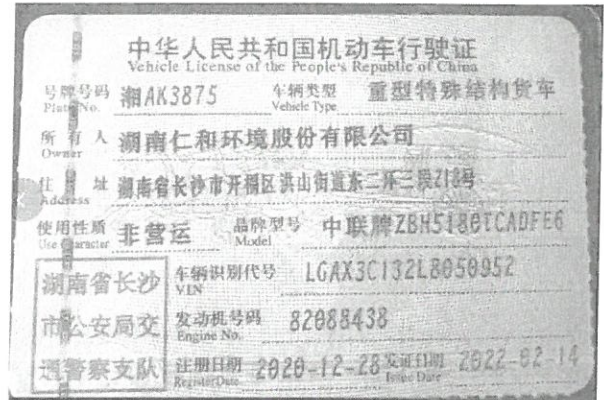 中华人民共和国机动车行驶证
Vehicle License of the People's Republic of China
号牌号码 湘AK3875 车辆类型 重型特殊结构货车
Plate No. Vehicle Type
所有人 湖南仁和环境股份有限公司
Owner
住址 湖南省长沙市开福区洪山街道东二环三段218号
Address
使用性质 非营运 品牌型号 中联牌ZBH5180TCADFE6
Use Character Model
湖南省长沙 车辆识别代号 LGAX3C132L8050952
VIN
市公安局交 发动机号码 82088438
Engine No.
通警察支队 注册日期 2020-12-28 发证日期 2022-02-14
Register Date Issue Date